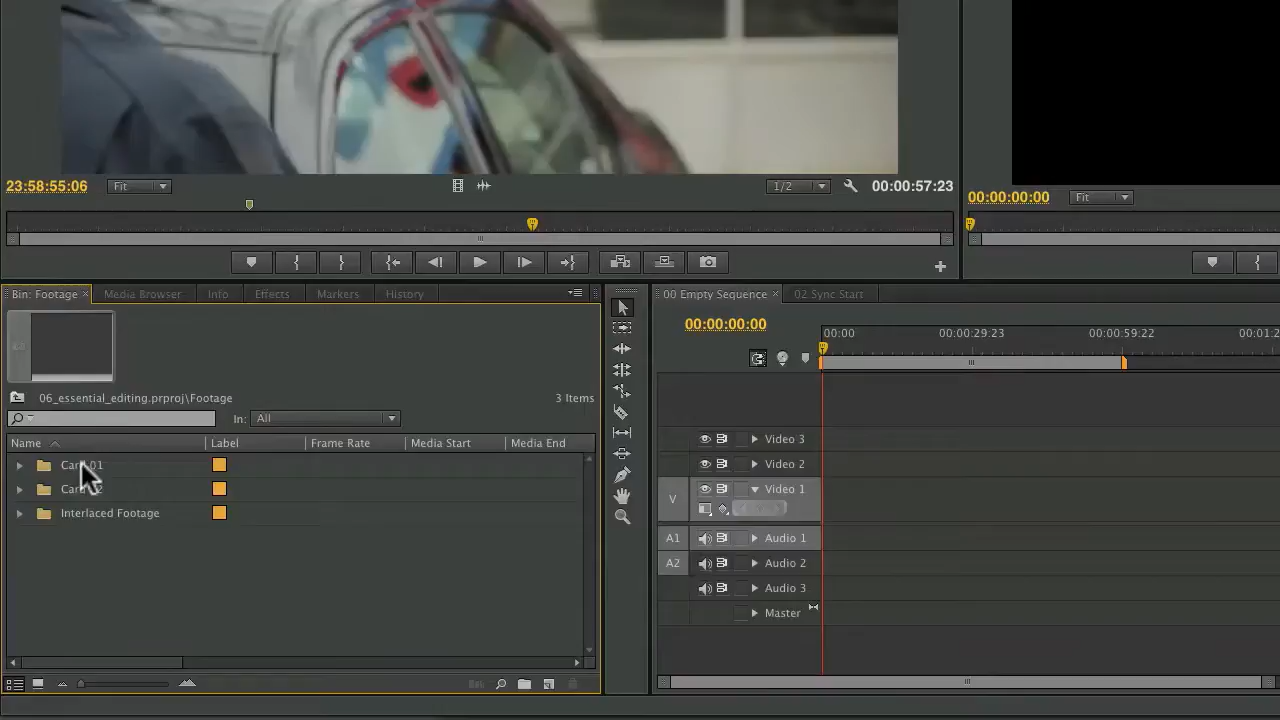 23:58:55:06 Fit 1/2 00:00:57:23
00:00:00:00 Fit
Bin: Footage × Media Browser Info Effects Markers History
06_essential_editing.prproj\Footage 3 Items
In: All
Name Label Frame Rate Media Start Media End
01
Interlaced Footage
00 Empty Sequence × 02 Sync Start
00:00:00:00
00:00 00:00:29:23 00:00:59:22 00:01:2
Video 3
Video 2
V Video 1
A1 Audio 1
A2 Audio 2
Audio 3
Master